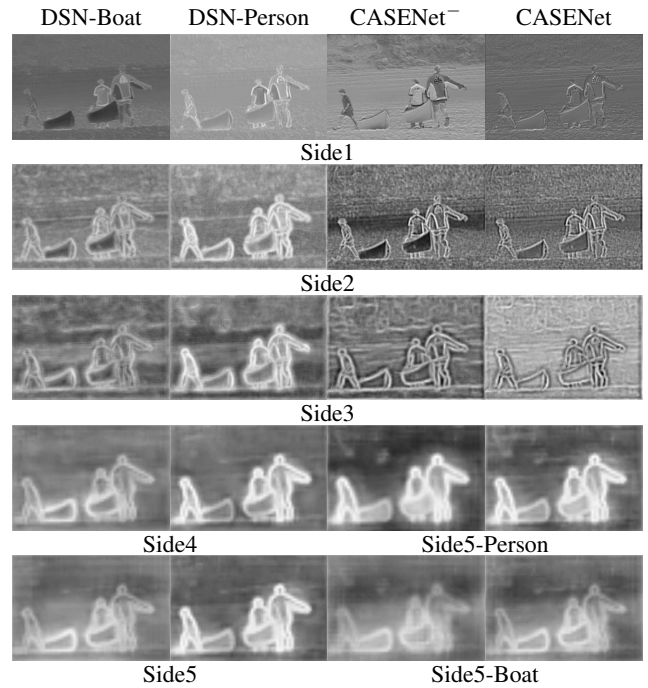 DSN-Boat DSN-Person CASENet⁻ CASENet
Side1
Side2
Side3
Side4 Side5-Person
Side5 Side5-Boat